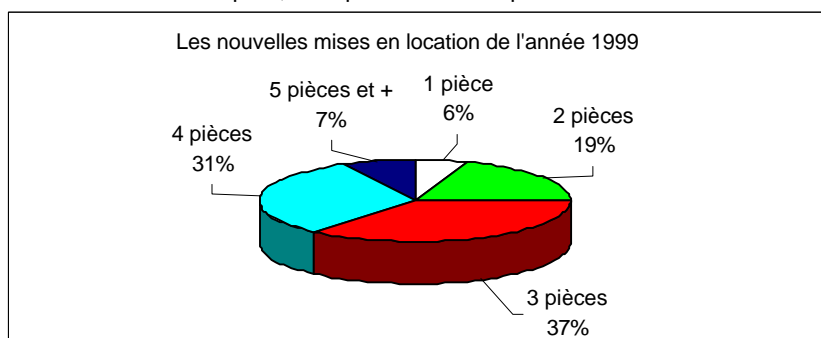 Les nouvelles mises en location de l'année 1999
5 pièces et +
7%
1 pièce
6%
2 pièces
19%
4 pièces
31%
3 pièces
37%